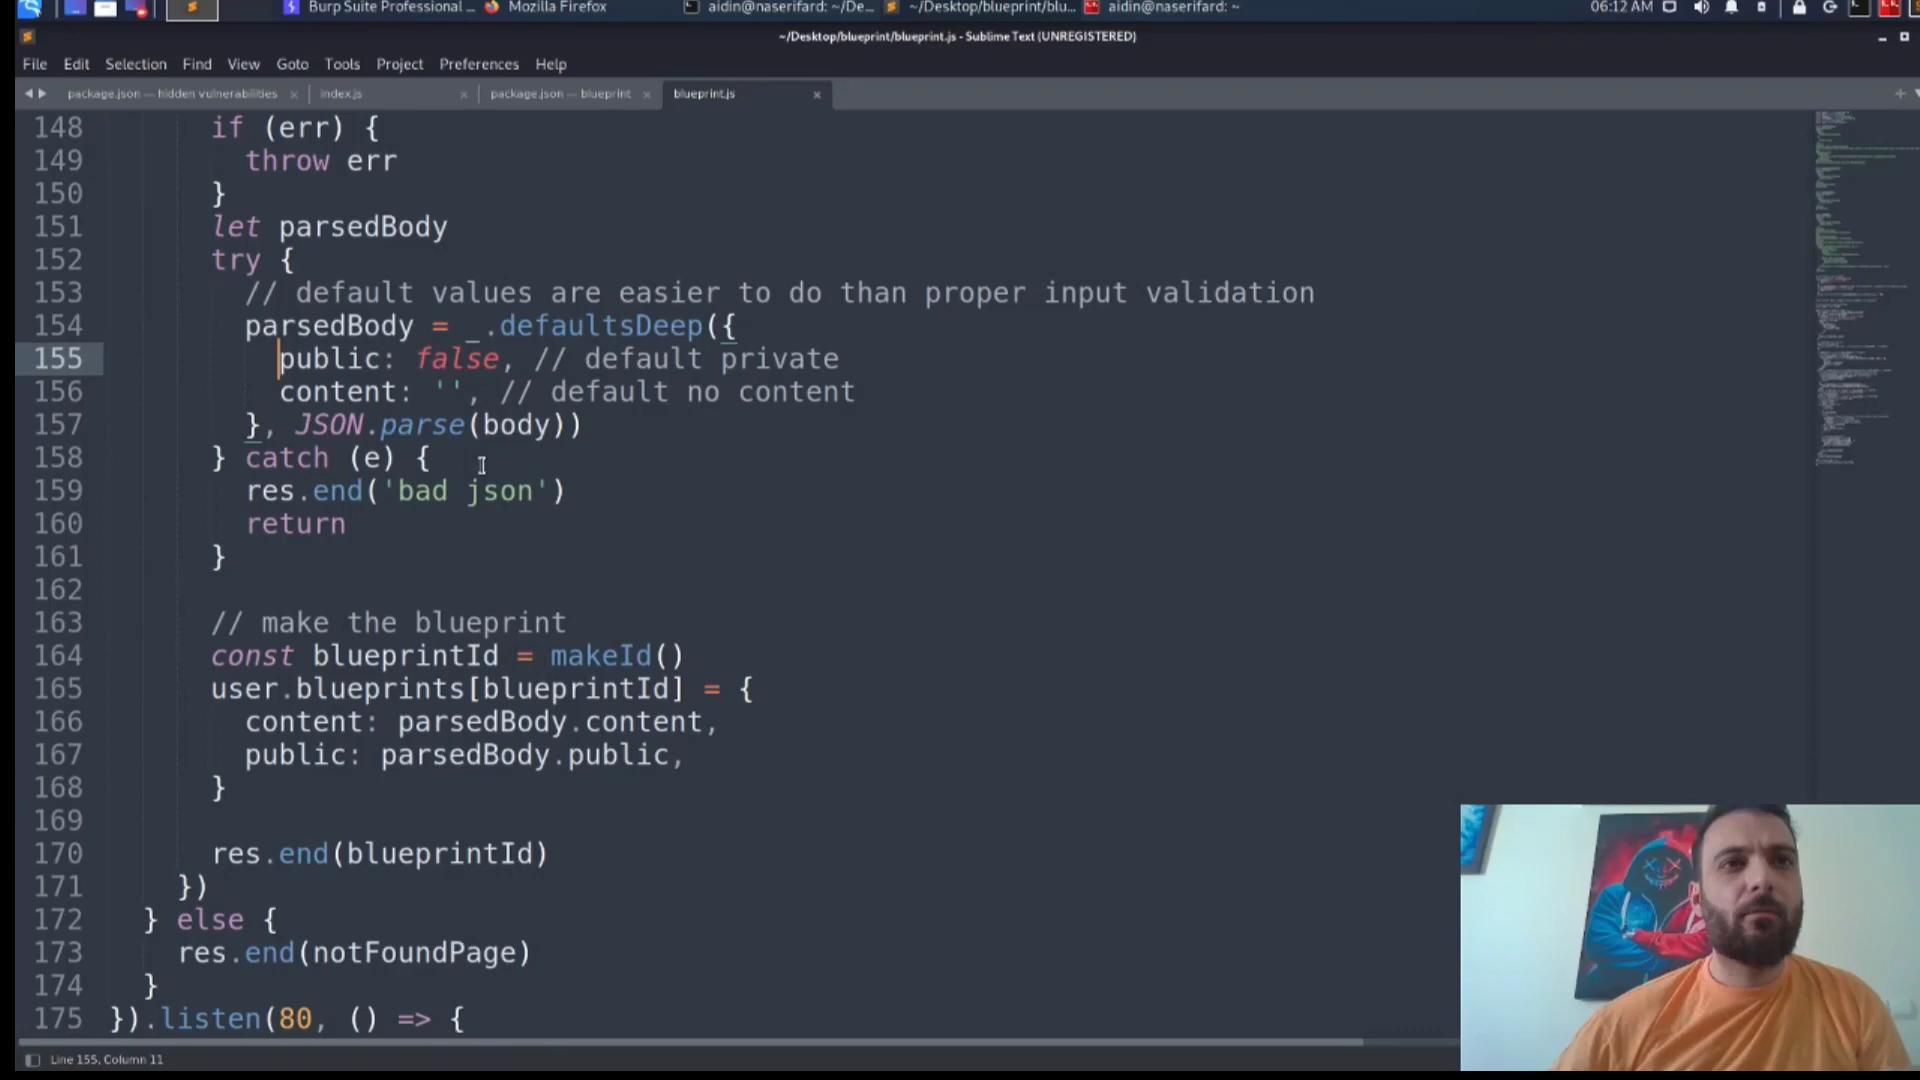 Burp Suite Professional ...
Mozilla Firefox
aidin@naserifard: ~/De...
~/Desktop/blueprint/blu...
aidin@naserifard: ~
06:12 AM
~/Desktop/blueprint/blueprint.js - Sublime Text (UNREGISTERED)
File Edit Selection Find View Goto Tools Project Preferences Help
package.json — hidden vulnerabilities
index.js
package.json — blueprint
blueprint.js
148 if (err) {
149 throw err
150 }
151 let parsedBody
152 try {
153 // default values are easier to do than proper input validation
154 parsedBody = _.defaultsDeep({
155 public: false, // default private
156 content: '', // default no content
157 }, JSON.parse(body))
158 } catch (e) {
159 res.end('bad json')
160 return
161 }
162
163 // make the blueprint
164 const blueprintId = makeId()
165 user.blueprints[blueprintId] = {
166 content: parsedBody.content,
167 public: parsedBody.public,
168 }
169
170 res.end(blueprintId)
171 })
172 } else {
173 res.end(notFoundPage)
174 }
175 }).listen(80, () => {
Line 155, Column 11